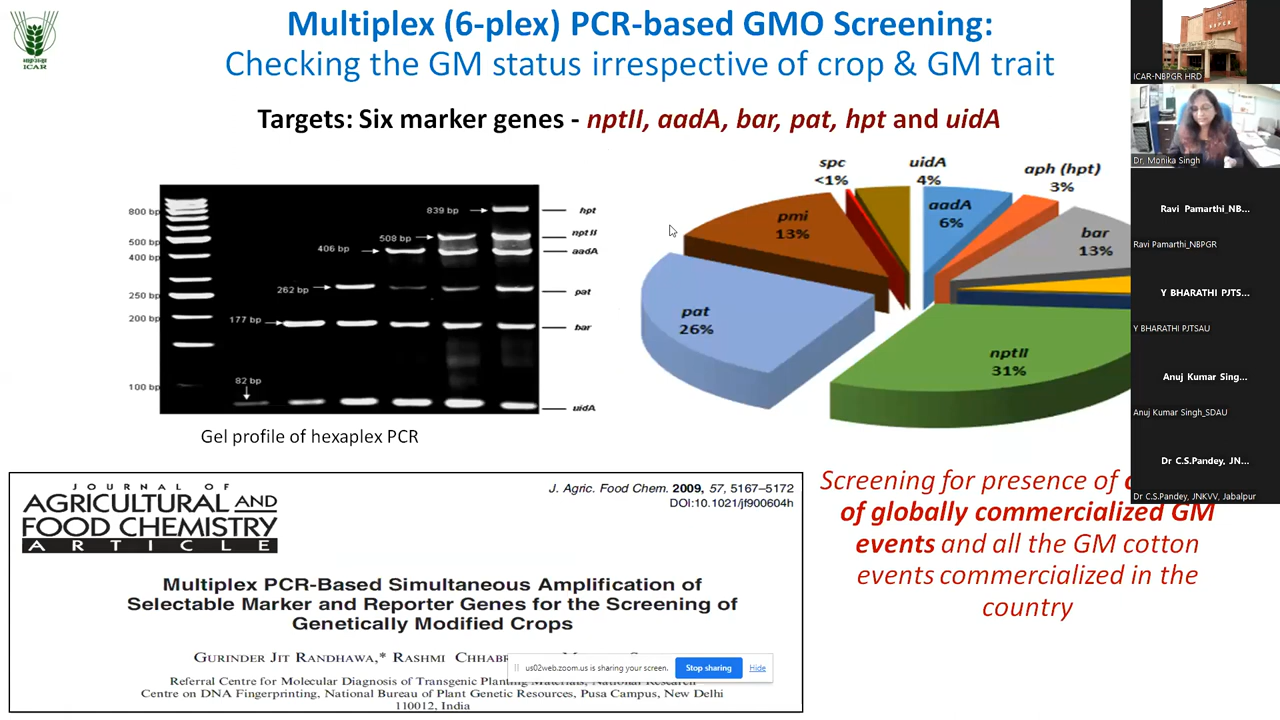 Multiplex (6-plex) PCR-based GMO Screening:
Checking the GM status irrespective of crop & GM trait
Targets: Six marker genes - nptII, aadA, bar, pat, hpt and uidA
ICAR
800 bp
500 bp
400 bp
250 bp
200 bp
100 bp
839 bp
508 bp
406 bp
262 bp
177 bp
82 bp
hpt
nptII
aadA
pat
bar
uidA
Gel profile of hexaplex PCR
spc
<1%
uidA
4%
aph (hpt)
3%
aadA
6%
pmi
13%
bar
13%
pat
26%
nptII
31%
JOURNAL OF
AGRICULTURAL AND
FOOD CHEMISTRY
ARTICLE
J. Agric. Food Chem. 2009, 57, 5167–5172
DOI:10.1021/jf900604h
Multiplex PCR-Based Simultaneous Amplification of
Selectable Marker and Reporter Genes for the Screening of
Genetically Modified Crops
GURINDER JIT RANDHAWA,* RASHMI
Referral Centre for Molecular Diagnosis of Transgenic Planting Materials, National Research
Centre on DNA Fingerprinting, National Bureau of Plant Genetic Resources, Pusa Campus, New Delhi
110012, India
us02web.zoom.us is sharing your screen.
Stop sharing
Hide
Screening for presence of
of globally commercialized GM
events and all the GM cotton
events commercialized in the
country
ICAR-NBPGR HRD
Dr. Monika Singh
Ravi Pamarthi_NB...
Ravi Pamarthi_NBPGR
Y BHARATHI PJTS...
Y BHARATHI PJTSAU
Anuj Kumar Sing...
Anuj Kumar Singh_SDAU
Dr C.S.Pandey, JN...
Dr C.S.Pandey, JNKVV, Jabalpur